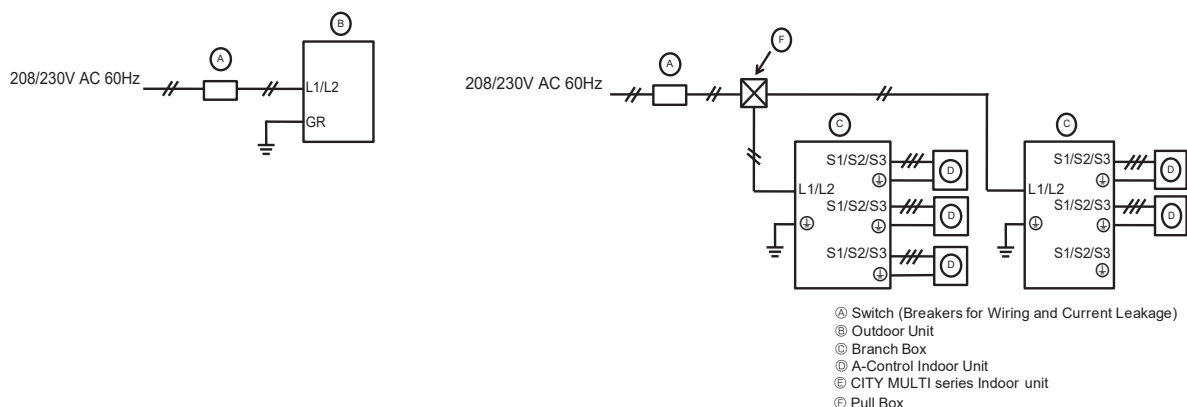 Ⓑ
Ⓐ
208/230V AC 60Hz
L1/L2
GR
Ⓕ
Ⓐ
208/230V AC 60Hz
Ⓒ
S1/S2/S3
Ⓓ
L1/L2
S1/S2/S3
Ⓓ
S1/S2/S3
Ⓓ
Ⓒ
S1/S2/S3
Ⓓ
L1/L2
S1/S2/S3
Ⓓ
S1/S2/S3
Ⓐ Switch (Breakers for Wiring and Current Leakage)
Ⓑ Outdoor Unit
Ⓒ Branch Box
Ⓓ A-Control Indoor Unit
Ⓔ CITY MULTI series Indoor unit
Ⓕ Pull Box